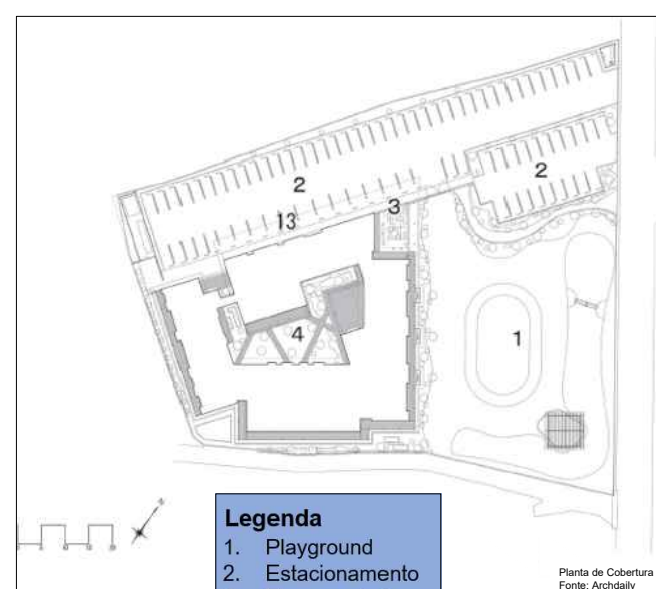 2
2
3
13
4
1
N
Legenda
1. Playground
2. Estacionamento
Planta de Cobertura
Fonte: Archdaily